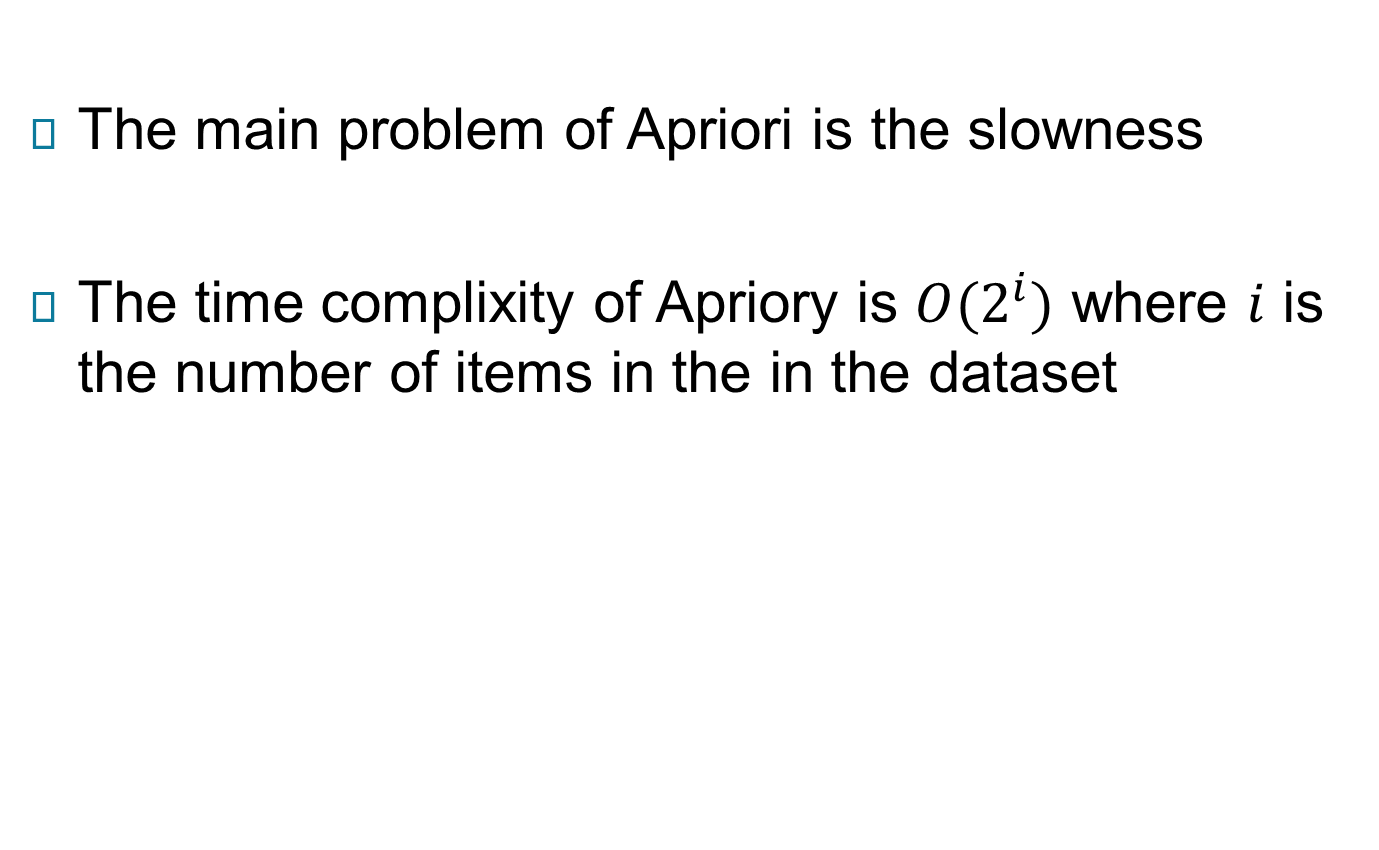 The main problem of Apriori is the slowness
The time complixity of Apriory is O(2^i) where i is
the number of items in the in the dataset